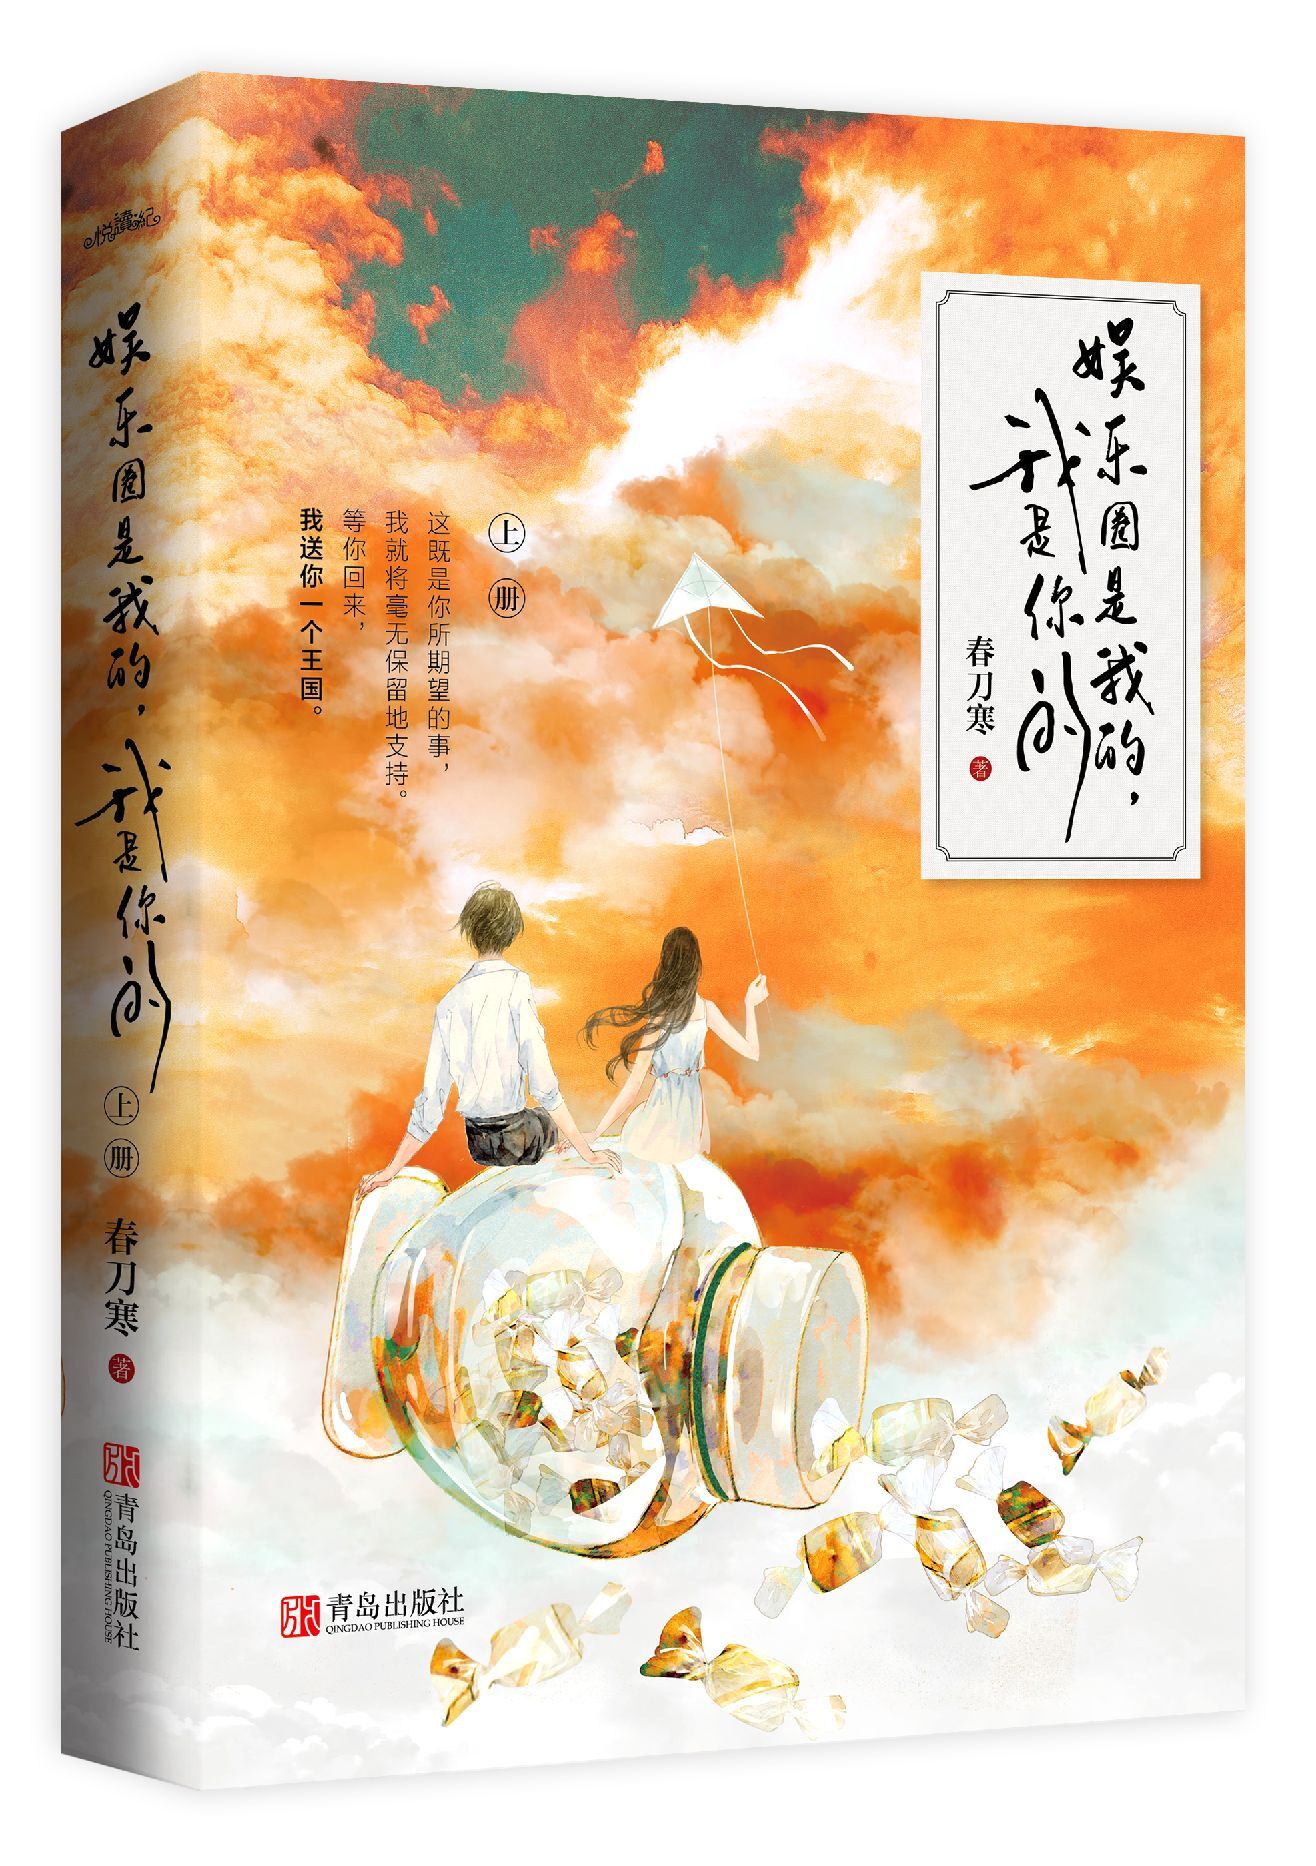 悦讀纪
娱乐圈是我的，我是你的
上册
春刀寒 著
青岛出版社
QINGDAO PUBLISHING HOUSE
娱乐圈是我的，
我是你的
春刀寒 著
上册
这既是你所期望的事，
我就将毫无保留地支持。
等你回来，
我送你一个王国。
青岛出版社
QINGDAO PUBLISHING HOUSE